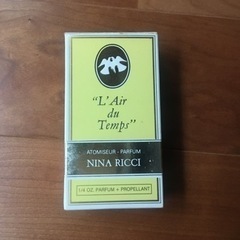 "L'Air
du
Temps"
ATOMISEUR - PARFUM
NINA RICCI
1/4 OZ. PARFUM + PROPELLANT